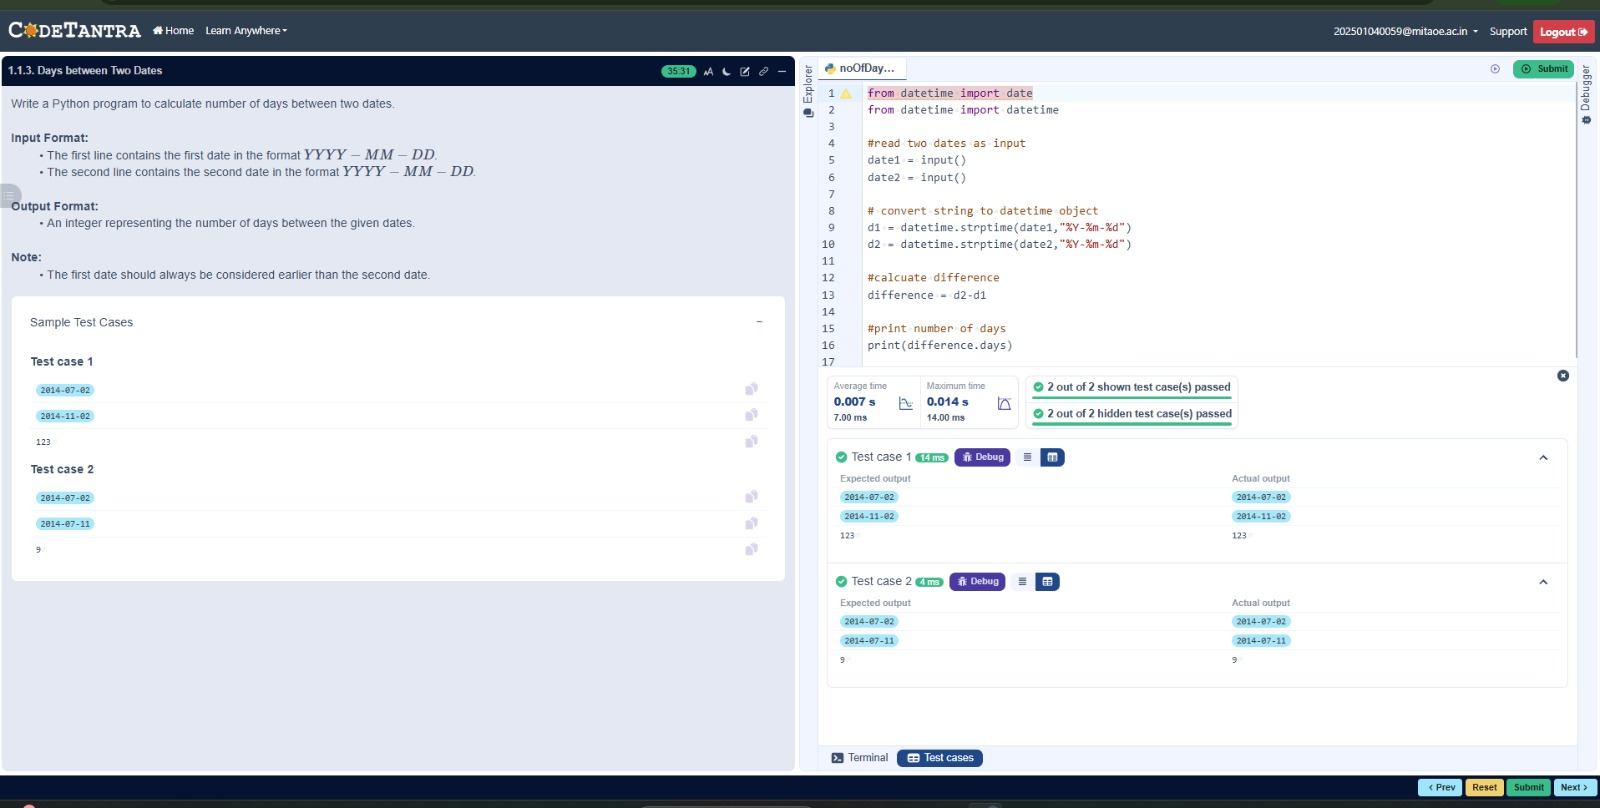 CODETANTRA
Home
Learn Anywhere
202501040059@mitaoe.ac.in
Support
Logout
1.1.3. Days between Two Dates
35:31
AA
Write a Python program to calculate number of days between two dates.
Input Format:
• The first line contains the first date in the format YYYY − MM − DD.
• The second line contains the second date in the format YYYY − MM − DD.
Output Format:
• An integer representing the number of days between the given dates.
Note:
• The first date should always be considered earlier than the second date.
Sample Test Cases
−
Test case 1
2014-07-02
2014-11-02
123
Test case 2
2014-07-02
2014-07-11
9
Explorer
noOfDay...
Submit
Debugger
1 from datetime import date
2 from datetime import datetime
3
4 #read two dates as input
5 date1 = input()
6 date2 = input()
7
8 # convert string to datetime object
9 d1 = datetime.strptime(date1,"%Y-%m-%d")
10 d2 = datetime.strptime(date2,"%Y-%m-%d")
11
12 #calcuate difference
13 difference = d2-d1
14
15 #print number of days
16 print(difference.days)
17
Average time
0.007 s
7.00 ms
Maximum time
0.014 s
14.00 ms
2 out of 2 shown test case(s) passed
2 out of 2 hidden test case(s) passed
Test case 1 14 ms Debug
Expected output Actual output
2014-07-02 2014-07-02
2014-11-02 2014-11-02
123 123
Test case 2 4 ms Debug
Expected output Actual output
2014-07-02 2014-07-02
2014-07-11 2014-07-11
9 9
Terminal
Test cases
< Prev
Reset
Submit
Next >